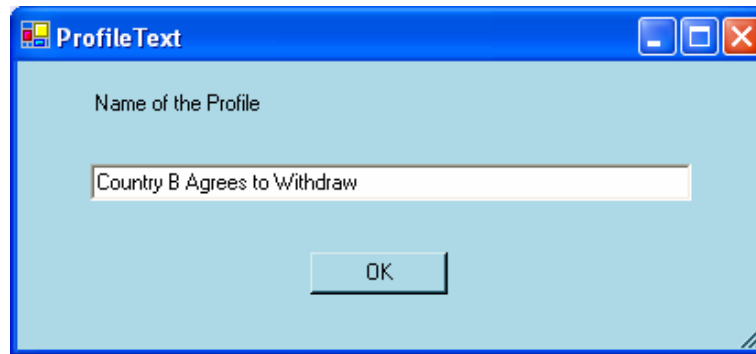 ProfileText
Name of the Profile
Country B Agrees to Withdraw
OK